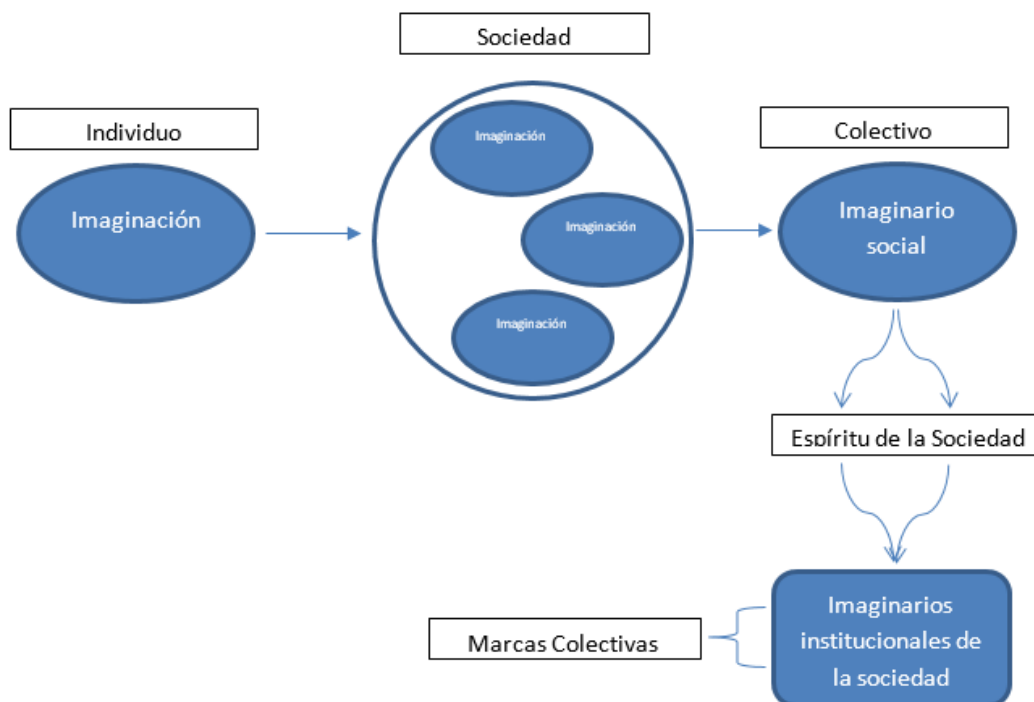 Sociedad
Individuo
Imaginación
Imaginación
Imaginación
Imaginación
Colectivo
Imaginario
social
Espíritu de la Sociedad
Marcas Colectivas
Imaginarios
institucionales de
la sociedad